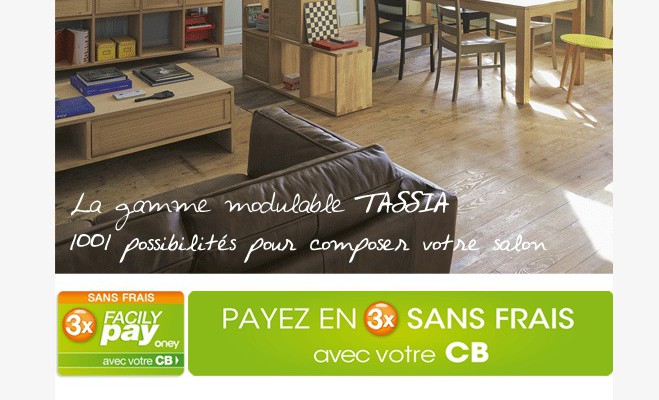 La gamme modulable TASSIA
1001 possibilités pour composer votre salon
SANS FRAIS
3x FACILY
pay
oney
avec votre CB
PAYEZ EN 3x SANS FRAIS
avec votre CB